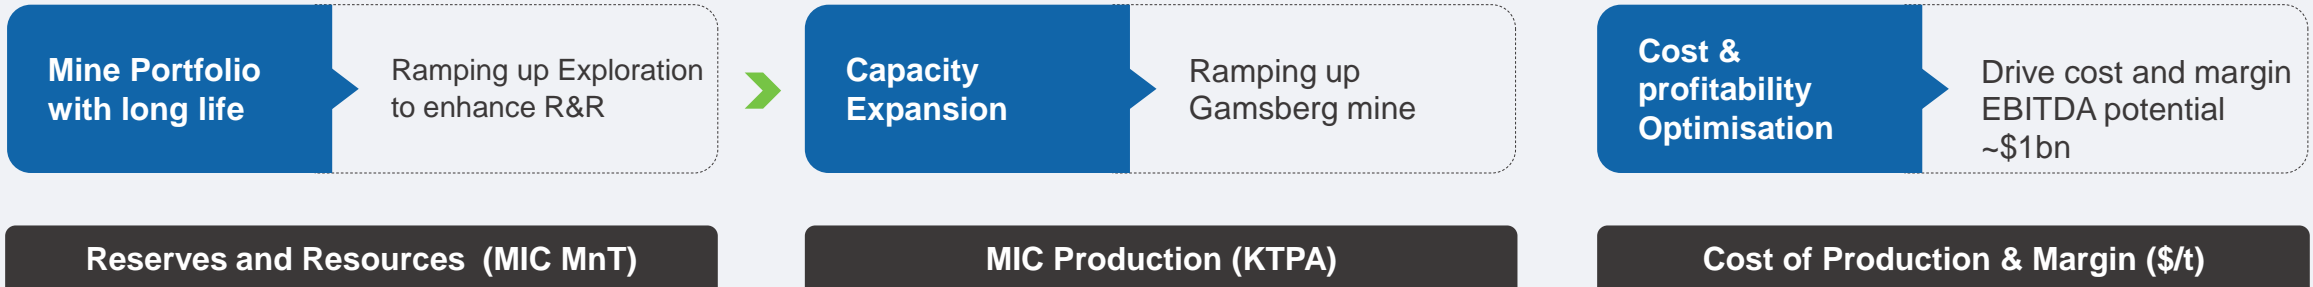 Mine Portfolio
with long life
Ramping up Exploration
to enhance R&R
Capacity
Expansion
Ramping up
Gamsberg mine
Cost &
profitability
Optimisation
Drive cost and margin
EBITDA potential
~$1bn
Reserves and Resources (MIC MnT)
MIC Production (KTPA)
Cost of Production & Margin ($/t)